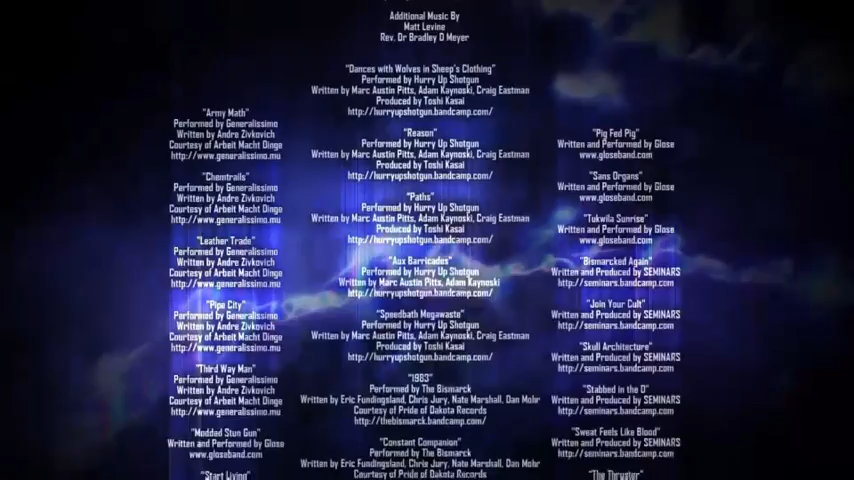 Additional Music By
Matt Levine
Rev. Dr Bradley D Meyer
"Army Math"
Performed by Generalissimo
Written by Andre Zivkovich
Courtesy of Arbeit Macht Dinge
http://www.generalissimo.mu
"Chemtrails"
Performed by Generalissimo
Written by Andre Zivkovich
Courtesy of Arbeit Macht Dinge
http://www.generalissimo.mu
"Leather Trade"
Performed by Generalissimo
Written by Andre Zivkovich
Courtesy of Arbeit Macht Dinge
http://www.generalissimo.mu
"Pipe City"
Performed by Generalissimo
Written by Andre Zivkovich
Courtesy of Arbeit Macht Dinge
http://www.generalissimo.mu
"Third Way Man"
Performed by Generalissimo
Written by Andre Zivkovich
Courtesy of Arbeit Macht Dinge
http://www.generalissimo.mu
"Modded Stun Gun"
Written and Performed by Glose
www.gloseband.com
"Start Living"
"Dances with Wolves in Sheep's Clothing"
Performed by Hurry Up Shotgun
Written by Marc Austin Pitts, Adam Kaynoski, Craig Eastman
Produced by Toshi Kasai
http://hurryupshotgun.bandcamp.com/
"Reason"
Performed by Hurry Up Shotgun
Written by Marc Austin Pitts, Adam Kaynoski, Craig Eastman
Produced by Toshi Kasai
http://hurryupshotgun.bandcamp.com/
"Paths"
Performed by Hurry Up Shotgun
Written by Marc Austin Pitts, Adam Kaynoski, Craig Eastman
Produced by Toshi Kasai
http://hurryupshotgun.bandcamp.com/
"Aux Barricades"
Performed by Hurry Up Shotgun
Written by Marc Austin Pitts, Adam Kaynoski
http://hurryupshotgun.bandcamp.com/
"Speedbath Megawaste"
Performed by Hurry Up Shotgun
Written by Marc Austin Pitts, Adam Kaynoski, Craig Eastman
Produced by Toshi Kasai
http://hurryupshotgun.bandcamp.com/
"1983"
Performed by The Bismarck
Written by Eric Fundingsland, Chris Jury, Nate Marshall, Dan Mohr
Courtesy of Pride of Dakota Records
http://thebismarck.bandcamp.com/
"Constant Companion"
Performed by The Bismarck
Written by Eric Fundingsland, Chris Jury, Nate Marshall, Dan Mohr
Courtesy of Pride of Dakota Records
"Pig Fed Pig"
Written and Performed by Glose
www.gloseband.com
"Sans Organs"
Written and Performed by Glose
www.gloseband.com
"Tukwila Sunrise"
Written and Performed by Glose
www.gloseband.com
"Bismarcked Again"
Written and Produced by SEMINARS
http://seminars.bandcamp.com/
"Join Your Cult"
Written and Produced by SEMINARS
http://seminars.bandcamp.com/
"Skull Architecture"
Written and Produced by SEMINARS
http://seminars.bandcamp.com/
"Stabbed in the O"
Written and Produced by SEMINARS
http://seminars.bandcamp.com/
"Sweat Feels Like Blood"
Written and Produced by SEMINARS
http://seminars.bandcamp.com/
"The Thruster"